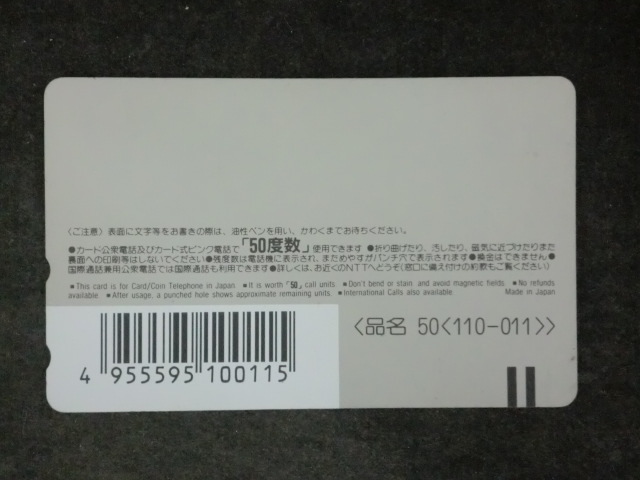 〈ご注意〉表面に文字等をお書きの際は、油性ペンを用い、かわくまでお待ちください。
●カード公衆電話及びカード式ピンク電話で「50度数」使用できます ●折り曲げたり、汚したり、磁気に近づけたりまた
裏面への印刷等はしないでください●残度数は電話機に表示され、まためやすがパンチ穴で表示されます●換金はできません●
国際通話兼用公衆電話では国際通話も利用できます●詳しくは、お近くのNTTへどうぞ(窓口に備え付けの約款もご覧ください)
■This card is for Card/Coin Telephone in Japan ■It is worth「50」call units. ■Don't bend or stain and avoid magnetic fields ■No refunds
available ■After usage, a punched hole shows approximate remaining units. ■International Calls also available. Made in Japan
〈品名 50〈110-011〉〉
4 955595 100115